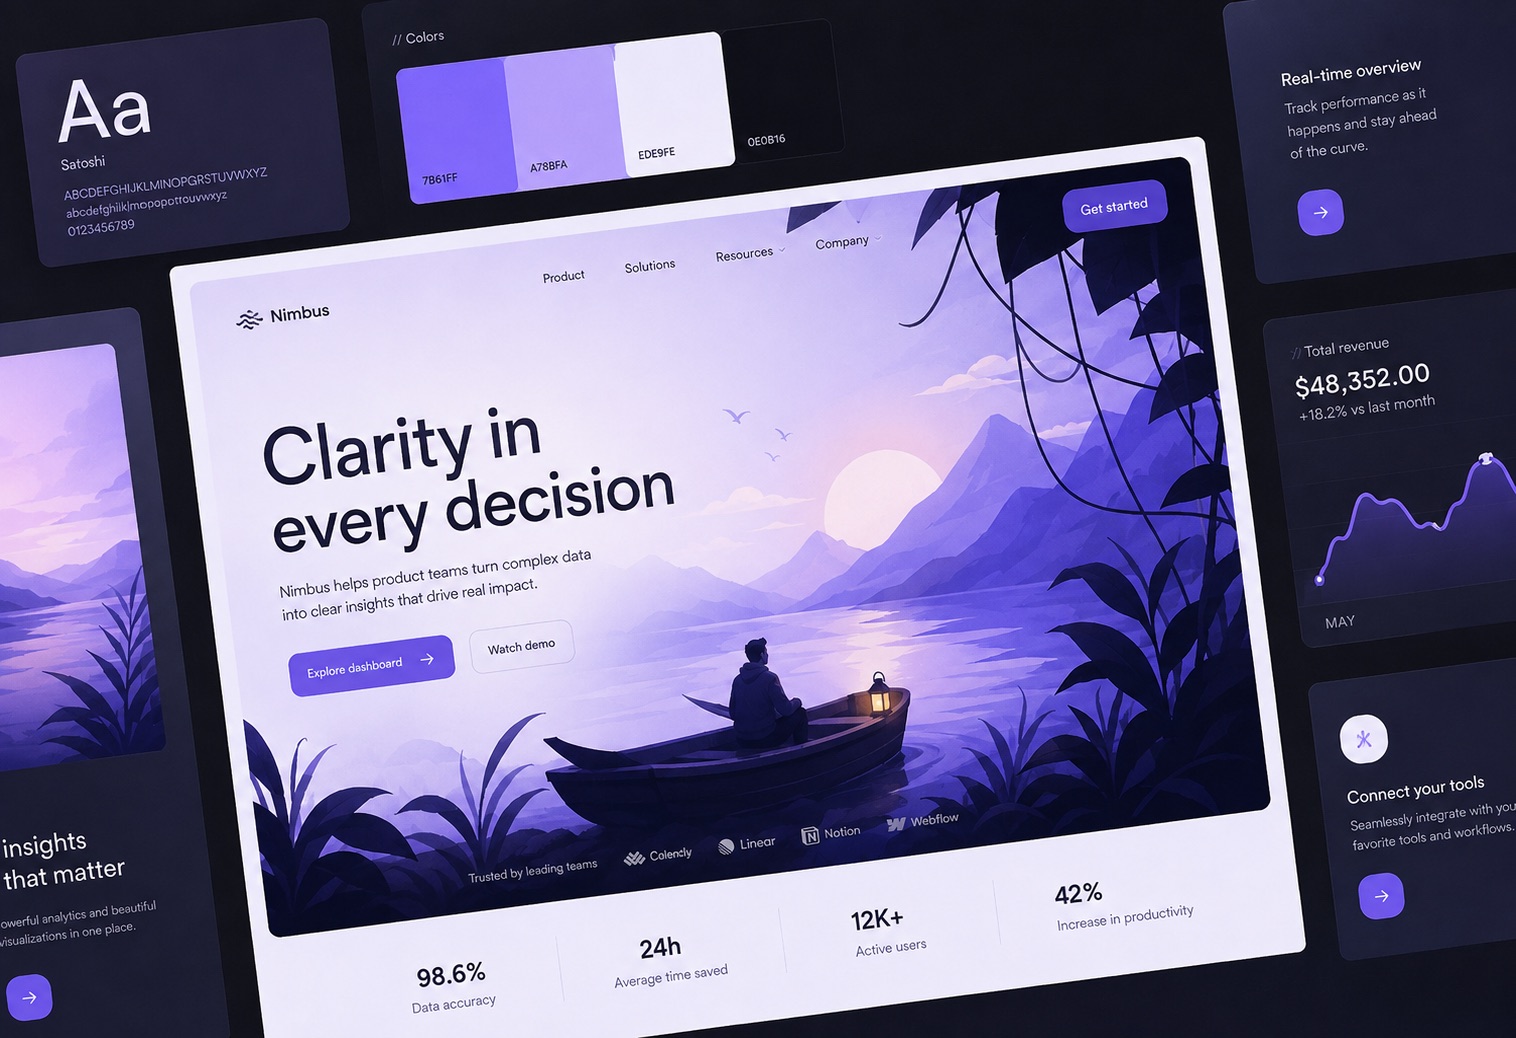 Aa
Satoshi
ABCDEFGHIJKLMINOPGRSTUVWXYZ
0123456789
// Colors
7B61FF
A78BFA
EDE9FE
0E0B16
Real-time overview
Track performance as it
happens and stay ahead
of the curve.
Nimbus
Product
Solutions
Resources
Company
Get started
Clarity in
every decision
Nimbus helps product teams turn complex data
into clear insights that drive real impact.
Explore dashboard
Watch demo
Trusted by leading teams
Calencly
Linear
Notion
Webflow
98.6%
Data accuracy
24h
Average time saved
12K+
Active users
42%
Increase in productivity
insights
that matter
owerful analytics and beautiful
visualizations in one place.
// Total revenue
$48,352.00
+18.2% vs last month
MAY
Connect your tools
Seamlessly integrate with you
favorite tools and workflows.